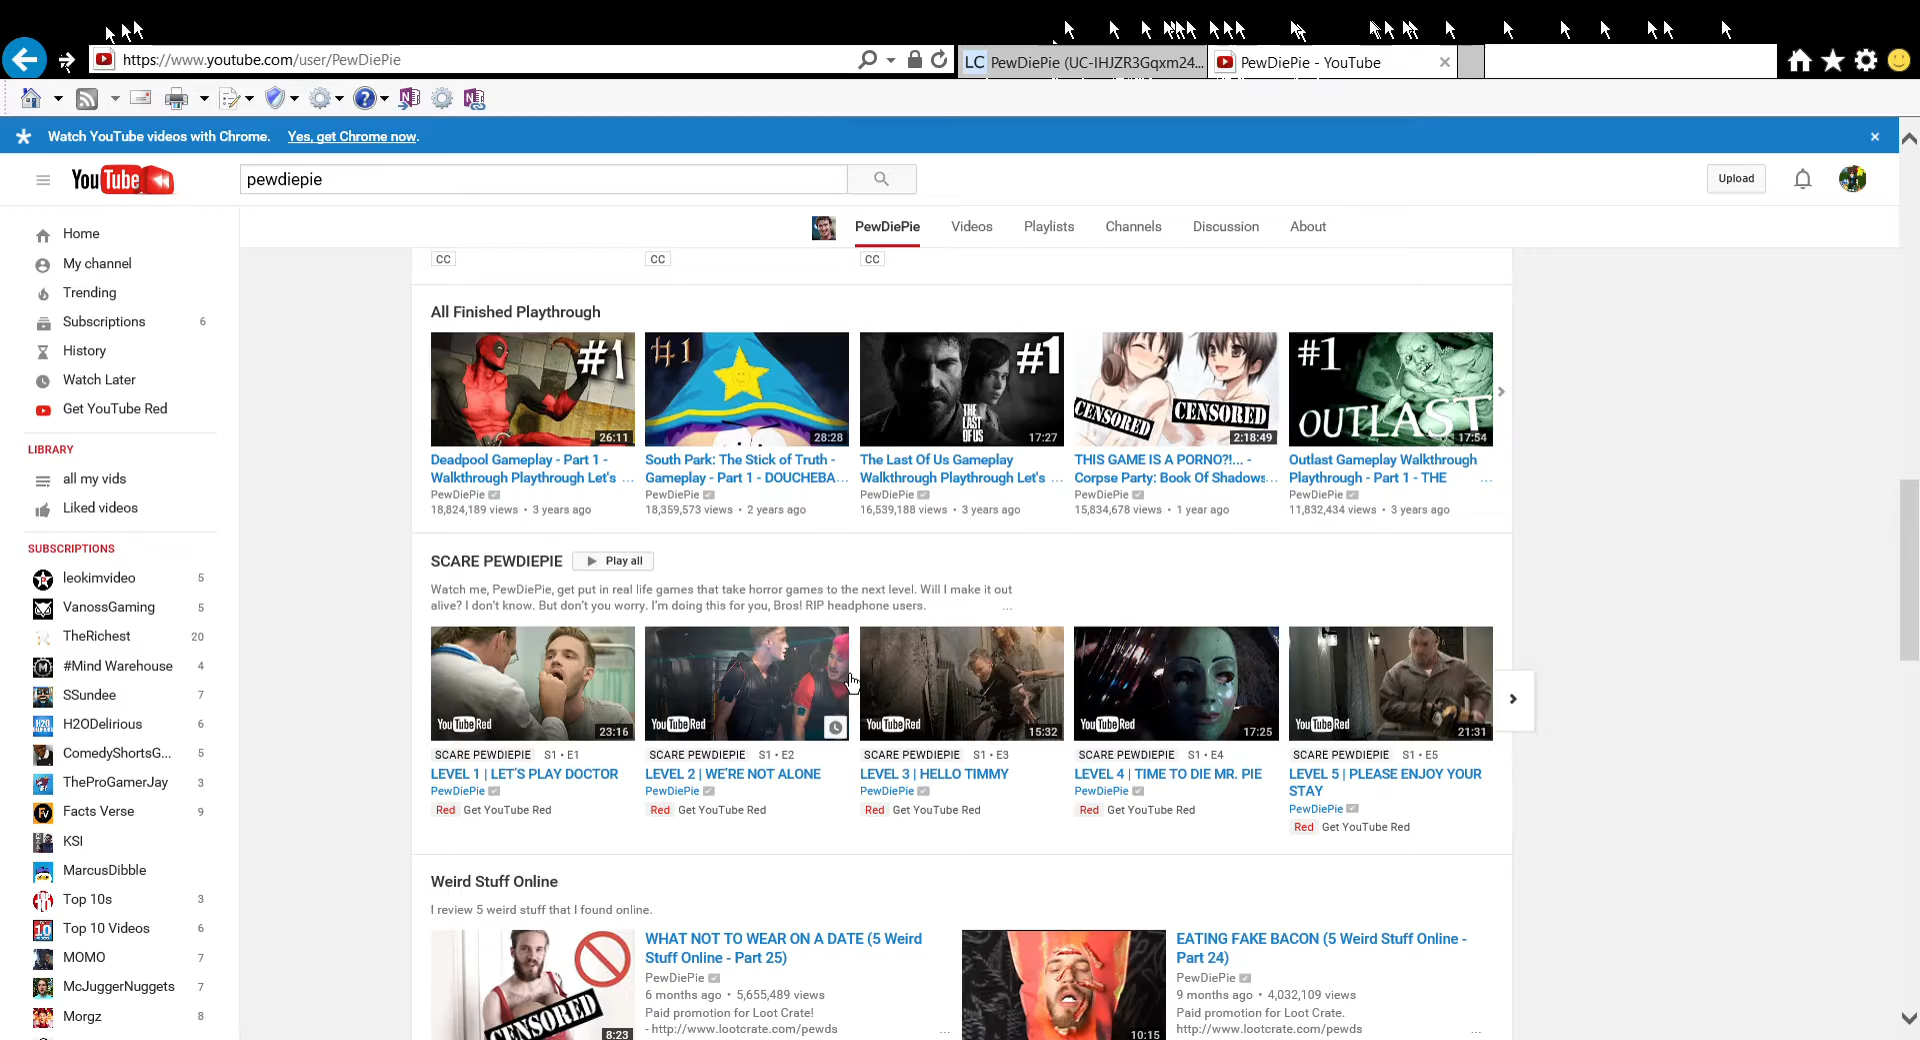 https://www.youtube.com/user/PewDiePie
LC PewDiePie (UC-IHJZR3Gqxm24...
PewDiePie - YouTube
Watch YouTube videos with Chrome. Yes, get Chrome now.
YouTube
pewdiepie
Upload
PewDiePie Videos Playlists Channels Discussion About
Home
My channel
Trending
Subscriptions 6
History
Watch Later
Get YouTube Red
LIBRARY
all my vids
Liked videos
SUBSCRIPTIONS
leokimvideo 5
VanossGaming 5
TheRichest 20
#Mind Warehouse 4
SSundee 7
H2ODelirious 6
ComedyShortsG... 5
TheProGamerJay 3
Facts Verse 9
KSI
MarcusDibble
Top 10s 3
Top 10 Videos 6
MOMO 7
McJuggerNuggets 7
Morgz 8
CC CC CC
All Finished Playthrough
#1
26:11
Deadpool Gameplay - Part 1 -
Walkthrough Playthrough Let's ...
PewDiePie
18,824,189 views • 3 years ago
#1
28:28
South Park: The Stick of Truth -
Gameplay - Part 1 - DOUCHEBA...
PewDiePie
18,359,573 views • 2 years ago
#1
THE LAST OF US
17:27
The Last Of Us Gameplay
Walkthrough Playthrough Let's ...
PewDiePie
16,539,188 views • 3 years ago
CENSORED CENSORED
2:18:49
THIS GAME IS A PORNO?!... -
Corpse Party: Book Of Shadows...
PewDiePie
15,834,678 views • 1 year ago
#1
OUTLAST
17:54
Outlast Gameplay Walkthrough
Playthrough - Part 1 - THE ...
PewDiePie
11,832,434 views • 3 years ago
SCARE PEWDIEPIE Play all
Watch me, PewDiePie, get put in real life games that take horror games to the next level. Will I make it out
alive? I don't know. But don't you worry. I'm doing this for you, Bros! RIP headphone users. ...
YouTube Red 23:16
SCARE PEWDIEPIE S1 • E1
LEVEL 1 | LET'S PLAY DOCTOR
PewDiePie
Red Get YouTube Red
YouTube Red
SCARE PEWDIEPIE S1 • E2
LEVEL 2 | WE'RE NOT ALONE
PewDiePie
Red Get YouTube Red
YouTube Red 15:32
SCARE PEWDIEPIE S1 • E3
LEVEL 3 | HELLO TIMMY
PewDiePie
Red Get YouTube Red
YouTube Red 17:25
SCARE PEWDIEPIE S1 • E4
LEVEL 4 | TIME TO DIE MR. PIE
PewDiePie
Red Get YouTube Red
YouTube Red 21:31
SCARE PEWDIEPIE S1 • E5
LEVEL 5 | PLEASE ENJOY YOUR
STAY
PewDiePie
Red Get YouTube Red
Weird Stuff Online
I review 5 weird stuff that I found online.
CENSORED
8:23
WHAT NOT TO WEAR ON A DATE (5 Weird
Stuff Online - Part 25)
PewDiePie
6 months ago • 5,655,489 views
Paid promotion for Loot Crate!
- http://www.lootcrate.com/pewds ...
10:15
EATING FAKE BACON (5 Weird Stuff Online -
Part 24)
PewDiePie
9 months ago • 4,032,109 views
Paid promotion for Loot Crate.
http://www.lootcrate.com/pewds ...